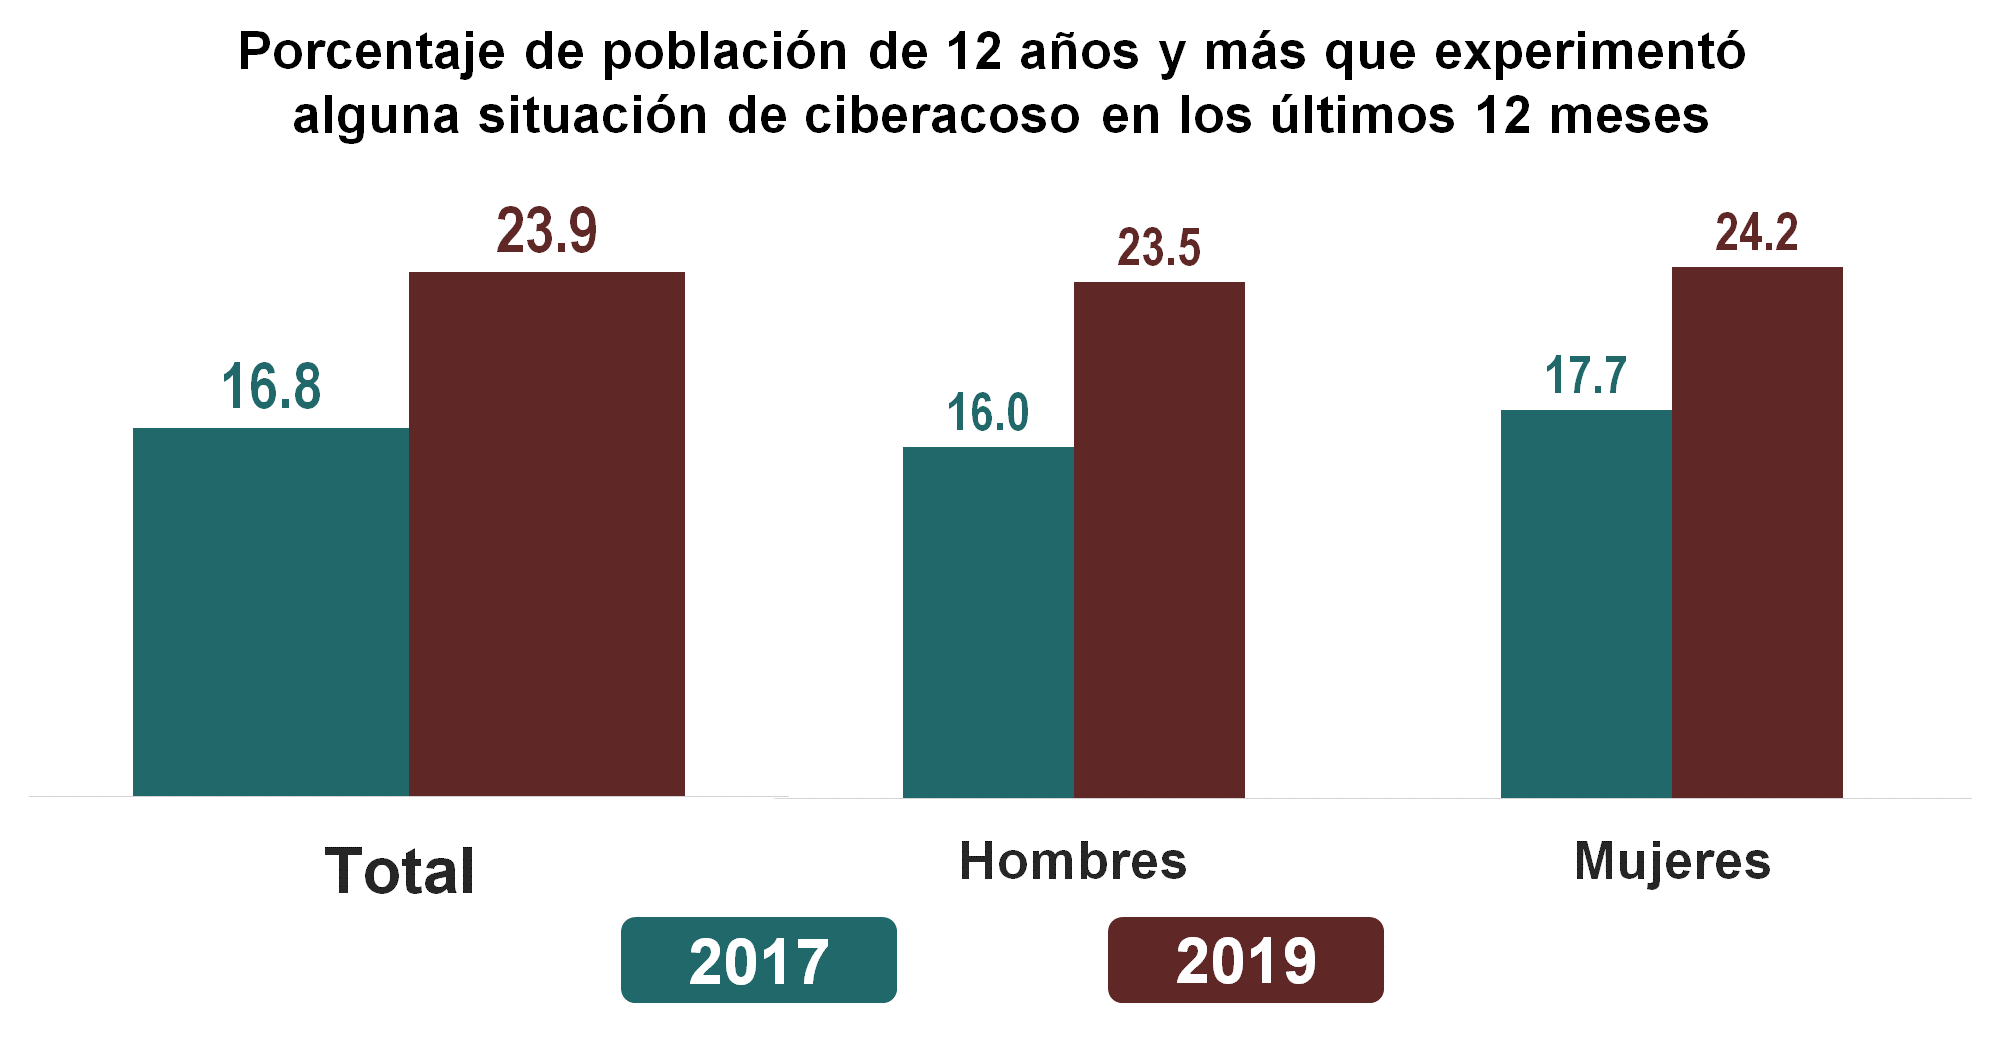 Porcentaje de población de 12 años y más que experimentó
alguna situación de ciberacoso en los últimos 12 meses
23.9
16.8
23.5
16.0
24.2
17.7
Total
Hombres
Mujeres
2017
2019